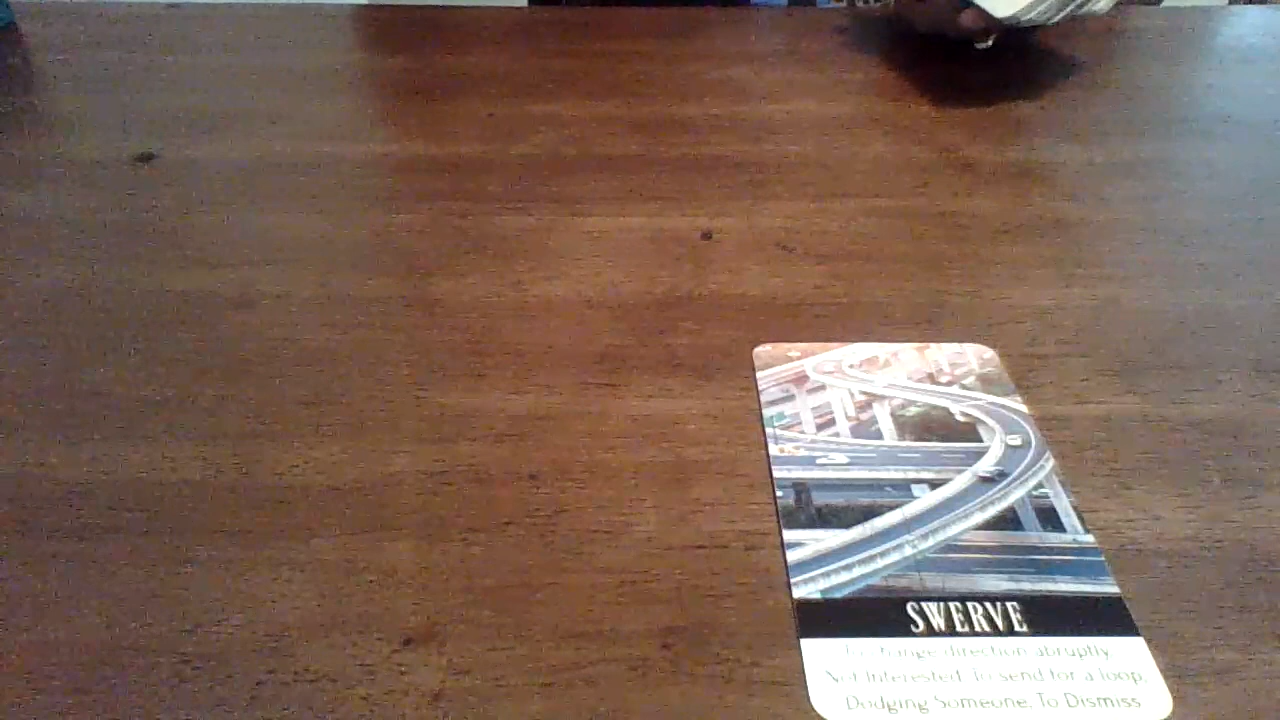 SWERVE
To change direction abruptly
Not Interested. To send for a loop.
Dodging Someone. To Dismiss